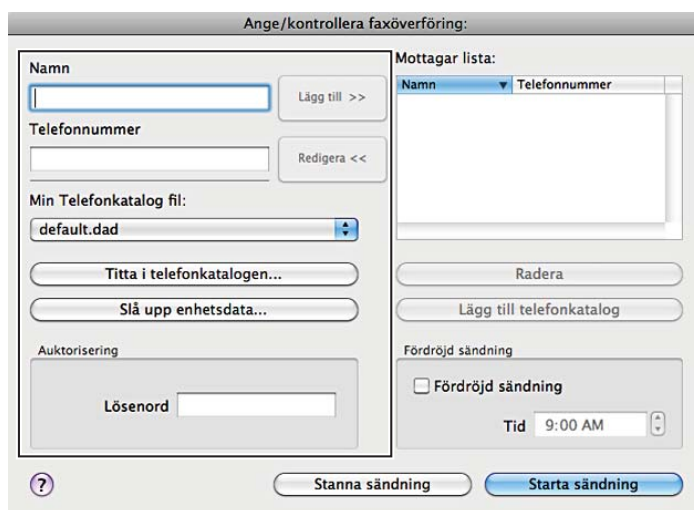 Ange/kontrollera faxöverföring:
Namn
Lägg till >>
Telefonnummer
Redigera <<
Min Telefonkatalog fil:
default.dad
Titta i telefonkatalogen...
Slå upp enhetsdata...
Auktorisering
Lösenord
Mottagar lista:
Namn Telefonnummer
Radera
Lägg till telefonkatalog
Fördröjd sändning
Fördröjd sändning
Tid 9:00 AM
?
Stanna sändning
Starta sändning